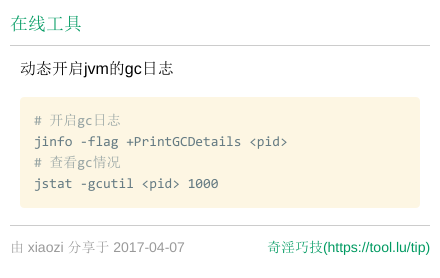 在线工具
动态开启jvm的gc日志
# 开启gc日志
jinfo -flag +PrintGCDetails <pid>
# 查看gc情况
jstat -gcutil <pid> 1000
由 xiaozi 分享于 2017-04-07
奇淫巧技(https://tool.lu/tip)